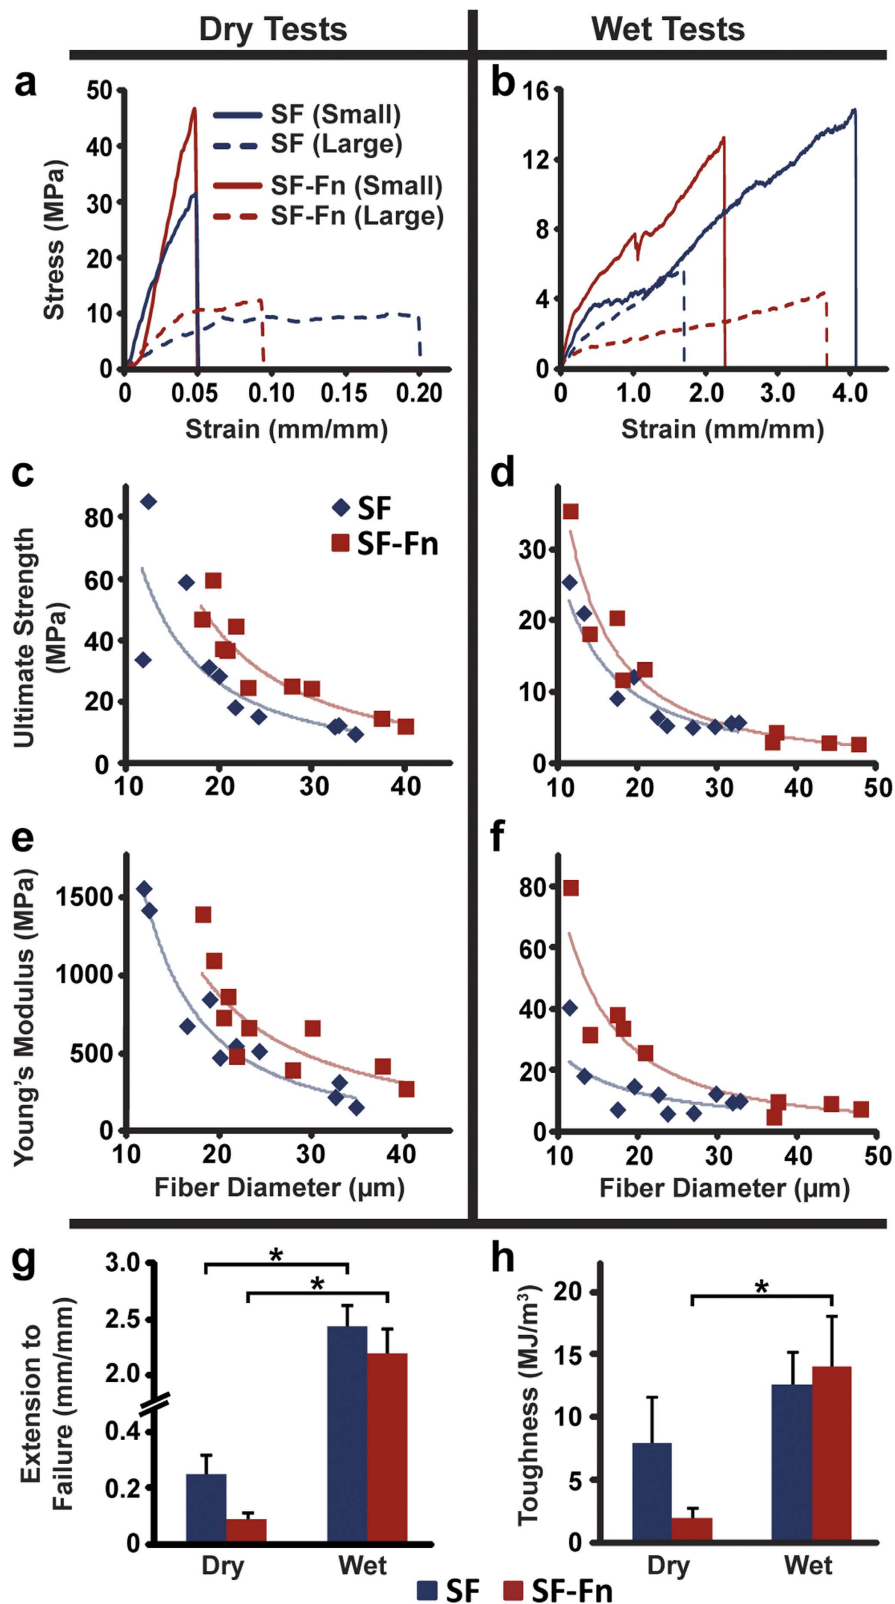 Dry Tests
Wet Tests
a
50
40
30
20
10
0
Stress (MPa)
SF (Small)
SF (Large)
SF-Fn (Small)
SF-Fn (Large)
0 0.05 0.10 0.15 0.20
Strain (mm/mm)
b
16
12
8
4
0
0 1.0 2.0 3.0 4.0
Strain (mm/mm)
c
80
60
40
20
0
Ultimate Strength
(MPa)
SF
SF-Fn
10 20 30 40
d
30
20
10
0
10 20 30 40 50
e
1500
1000
500
0
Young's Modulus (MPa)
10 20 30 40
Fiber Diameter (µm)
f
80
60
40
20
0
10 20 30 40 50
Fiber Diameter (µm)
g
3.0
2.5
2.0
0.4
0.2
0
Extension to
Failure (mm/mm)
*
*
Dry Wet
h
20
15
10
5
0
Toughness (MJ/m³)
*
Dry Wet
SF SF-Fn